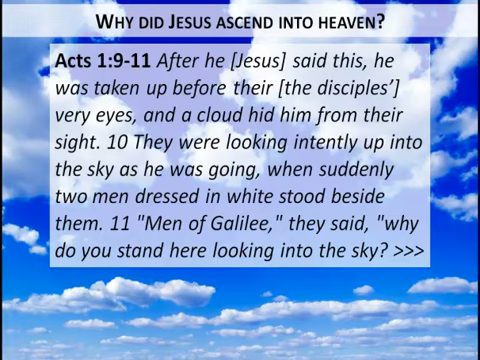 WHY DID JESUS ASCEND INTO HEAVEN?
Acts 1:9-11 After he [Jesus] said this, he
was taken up before their [the disciples’]
very eyes, and a cloud hid him from their
sight. 10 They were looking intently up into
the sky as he was going, when suddenly
two men dressed in white stood beside
them. 11 "Men of Galilee," they said, "why
do you stand here looking into the sky? >>>